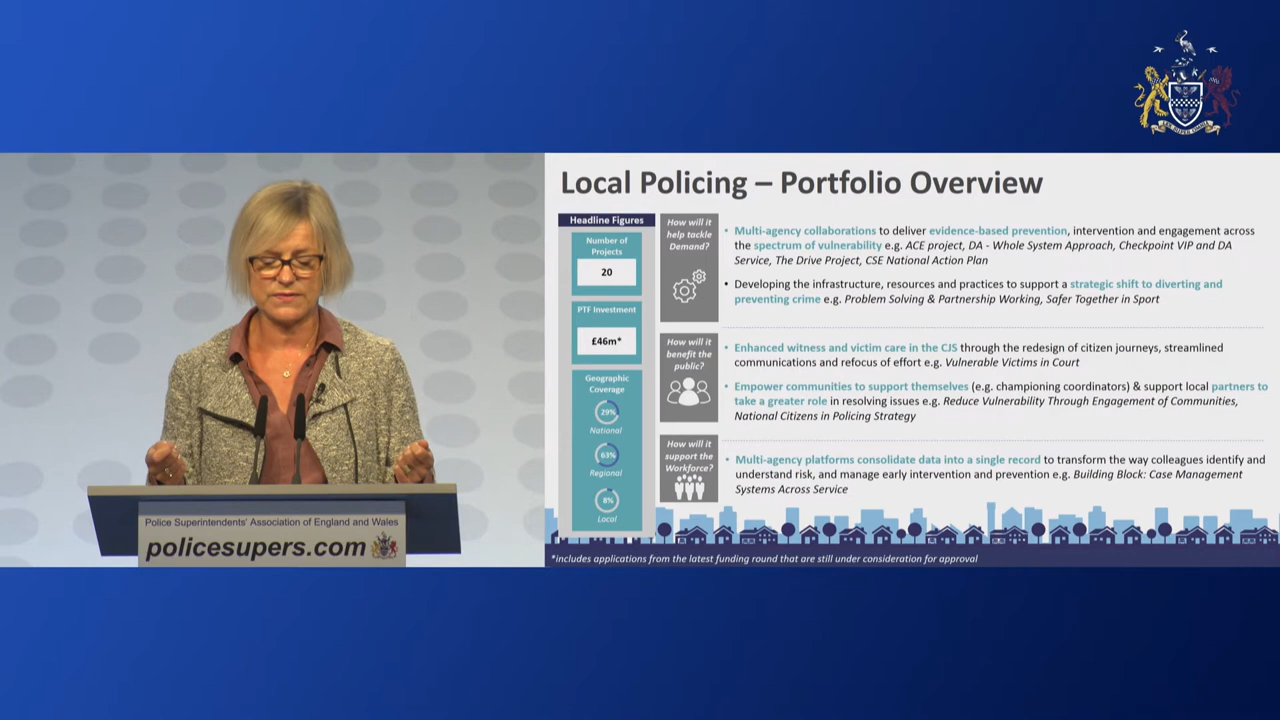 Local Policing – Portfolio Overview
Headline Figures
Number of
Projects
20
PTF Investment
£46m*
Geographic
Coverage
29%
National
63%
Regional
8%
Local
How will it
help tackle
Demand?
• Multi-agency collaborations to deliver evidence-based prevention, intervention and engagement across
the spectrum of vulnerability e.g. ACE project, DA - Whole System Approach, Checkpoint VIP and DA
Service, The Drive Project, CSE National Action Plan
• Developing the infrastructure, resources and practices to support a strategic shift to diverting and
preventing crime e.g. Problem Solving & Partnership Working, Safer Together in Sport
How will it
benefit the
public?
• Enhanced witness and victim care in the CJS through the redesign of citizen journeys, streamlined
communications and refocus of effort e.g. Vulnerable Victims in Court
• Empower communities to support themselves (e.g. championing coordinators) & support local partners to
take a greater role in resolving issues e.g. Reduce Vulnerability Through Engagement of Communities,
National Citizens in Policing Strategy
How will it
support the
Workforce?
• Multi-agency platforms consolidate data into a single record to transform the way colleagues identify and
understand risk, and manage early intervention and prevention e.g. Building Block: Case Management
Systems Across Service
*includes applications from the latest funding round that are still under consideration for approval
Police Superintendents' Association of England and Wales
policesupers.com